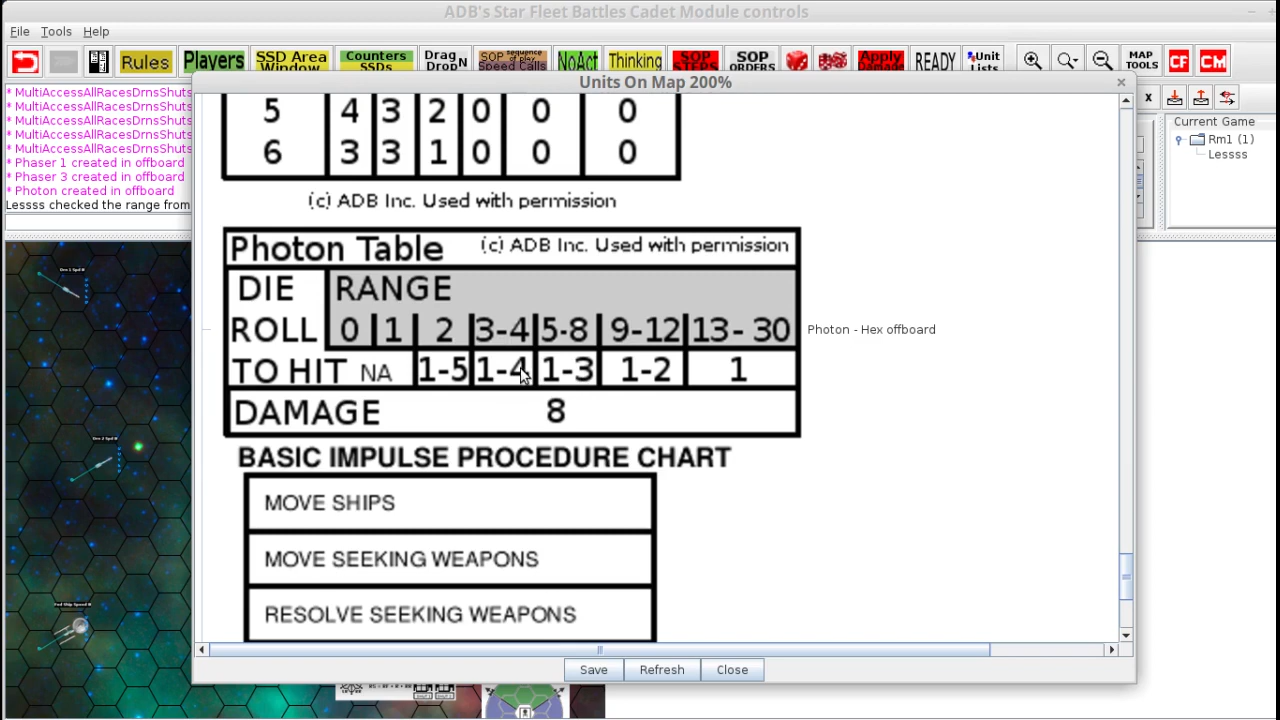 ADB's Star Fleet Battles Cadet Module controls
File Tools Help
Rules
Players
SSD Area Window
Counters SSDs
Drag DropN
SOP sequence of play Speed Calls
NoAct
Thinking
SOP STEPS
SOP ORDERS
Apply Damage
READY
Unit Lists
MAP TOOLS
CF
CM
Units On Map 200%
* MultiAccessAllRacesDrnsShuts
* MultiAccessAllRacesDrnsShuts
* MultiAccessAllRacesDrnsShuts
* MultiAccessAllRacesDrnsShuts
* MultiAccessAllRacesDrnsShuts
* Phaser 1 created in offboard
* Phaser 3 created in offboard
* Photon created in offboard
Lessss checked the range from
5 4 3 2 0 0 0
6 3 3 1 0 0 0
(c) ADB Inc. Used with permission
Photon Table (c) ADB Inc. Used with permission
DIE RANGE
ROLL 0 1 2 3-4 5-8 9-12 13- 30
TO HIT NA 1-5 1-4 1-3 1-2 1
DAMAGE 8
Photon - Hex offboard
BASIC IMPULSE PROCEDURE CHART
MOVE SHIPS
MOVE SEEKING WEAPONS
RESOLVE SEEKING WEAPONS
Save Refresh Close
x
Current Game
Rm1 (1)
Lessss